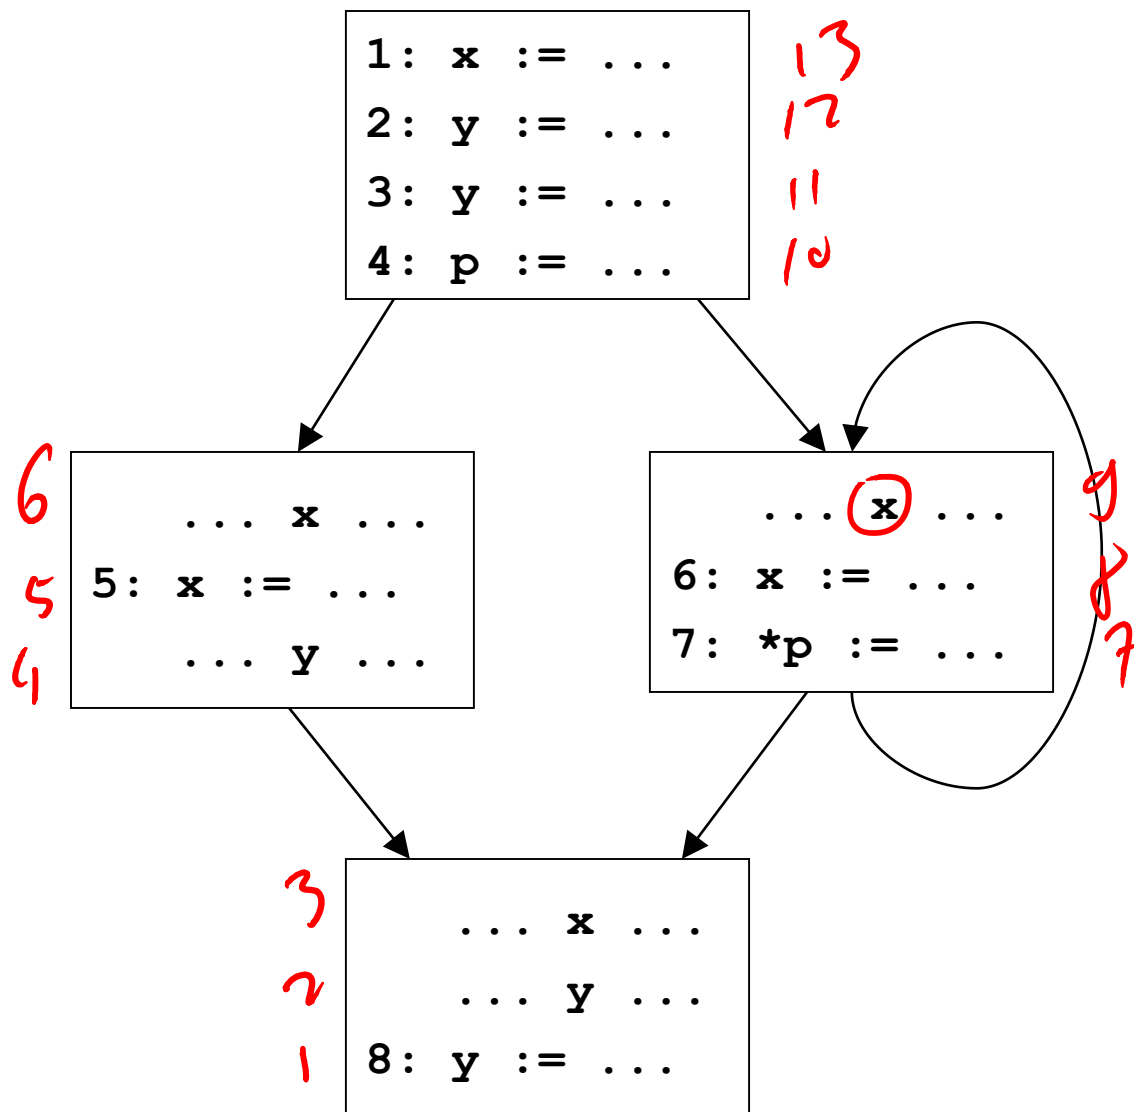 1: x := ... 13
2: y := ... 12
3: y := ... 11
4: p := ... 10
6 ... x ...
5 5: x := ...
4 ... y ...
... x ... 9
6: x := ... 8
7: *p := ... 7
3 ... x ...
2 ... y ...
1 8: y := ...